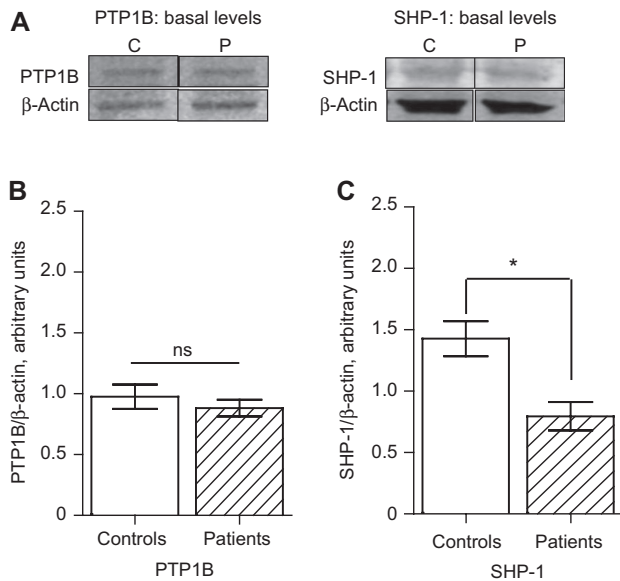 A
PTP1B: basal levels
C P
PTP1B
β-Actin
SHP-1: basal levels
C P
SHP-1
β-Actin
B
PTP1B/β-actin, arbitrary units
2.5
2.0
1.5
1.0
0.5
0
ns
Controls Patients
PTP1B
C
SHP-1/β-actin, arbitrary units
2.5
2.0
1.5
1.0
0.5
0
*
Controls Patients
SHP-1